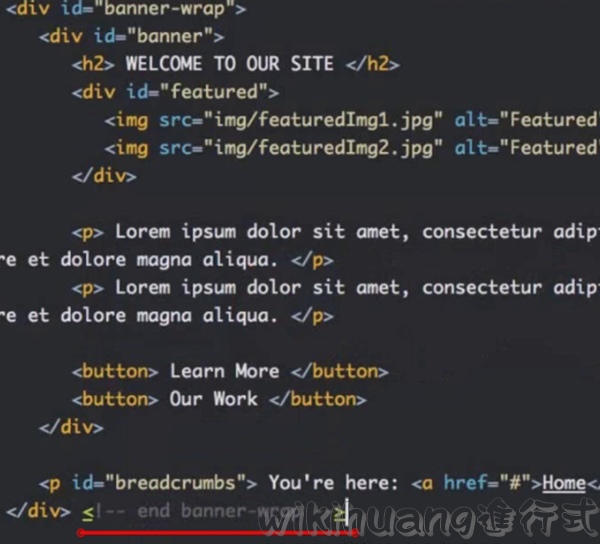 <div id="banner-wrap">
<div id="banner">
<h2> WELCOME TO OUR SITE </h2>
<div id="featured">
<img src="img/featuredImg1.jpg" alt="Featured
<img src="img/featuredImg2.jpg" alt="Featured
</div>
<p> Lorem ipsum dolor sit amet, consectetur adip
re et dolore magna aliqua. </p>
<p> Lorem ipsum dolor sit amet, consectetur adip
re et dolore magna aliqua. </p>
<button> Learn More </button>
<button> Our Work </button>
</div>
<p id="breadcrumbs"> You're here: <a href="#">Home</
</div> <!-- end banner-wrap -->
wikihuang進行式